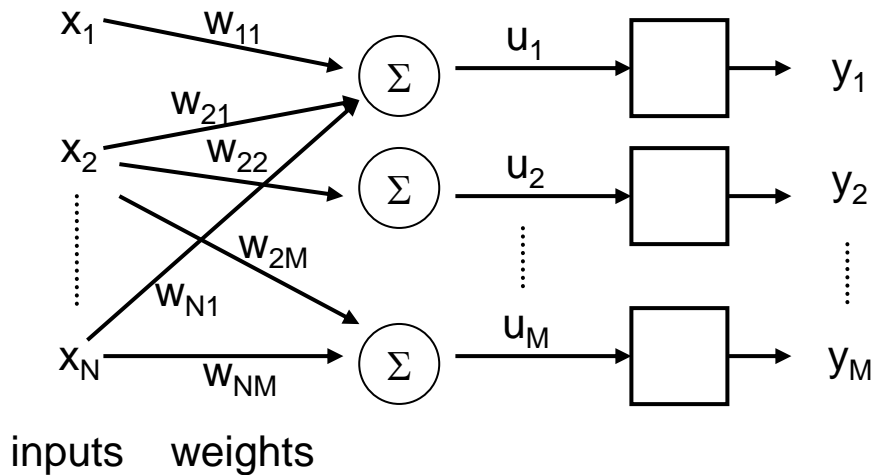 x₁ w₁₁ Σ u₁ y₁
w₂₁
x₂ w₂₂ Σ u₂ y₂
w₂M
wN₁
xN wNM Σ uM yM
inputs weights